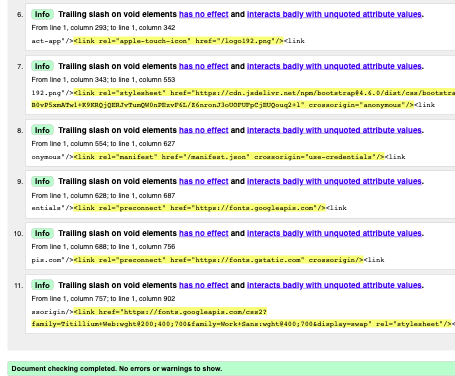 6. Info Trailing slash on void elements has no effect and interacts badly with unquoted attribute values.
From line 1, column 293; to line 1, column 342
act-app"/><link rel="apple-touch-icon" href="/logo192.png"/><link
7. Info Trailing slash on void elements has no effect and interacts badly with unquoted attribute values.
From line 1, column 343; to line 1, column 553
192.png"/><link rel="stylesheet" href="https://cdn.jsdelivr.net/npm/bootstrap@4.6.0/dist/css/bootstra
crossorigin="anonymous"/><link
8. Info Trailing slash on void elements has no effect and interacts badly with unquoted attribute values.
From line 1, column 554; to line 1, column 627
onymous"/><link rel="manifest" href="/manifest.json" crossorigin="use-credentials"/><link
9. Info Trailing slash on void elements has no effect and interacts badly with unquoted attribute values.
From line 1, column 628; to line 1, column 687
entials"/><link rel="preconnect" href="https://fonts.googleapis.com"/><link
10. Info Trailing slash on void elements has no effect and interacts badly with unquoted attribute values.
From line 1, column 688; to line 1, column 756
pis.com"/><link rel="preconnect" href="https://fonts.gstatic.com" crossorigin/><link
11. Info Trailing slash on void elements has no effect and interacts badly with unquoted attribute values.
From line 1, column 757; to line 1, column 902
ssorigin/><link href="https://fonts.googleapis.com/css2?
family=Titillium+Web:wght@200;400;700&family=Work+Sans:wght@400;700&display=swap" rel="stylesheet"/><
Document checking completed. No errors or warnings to show.